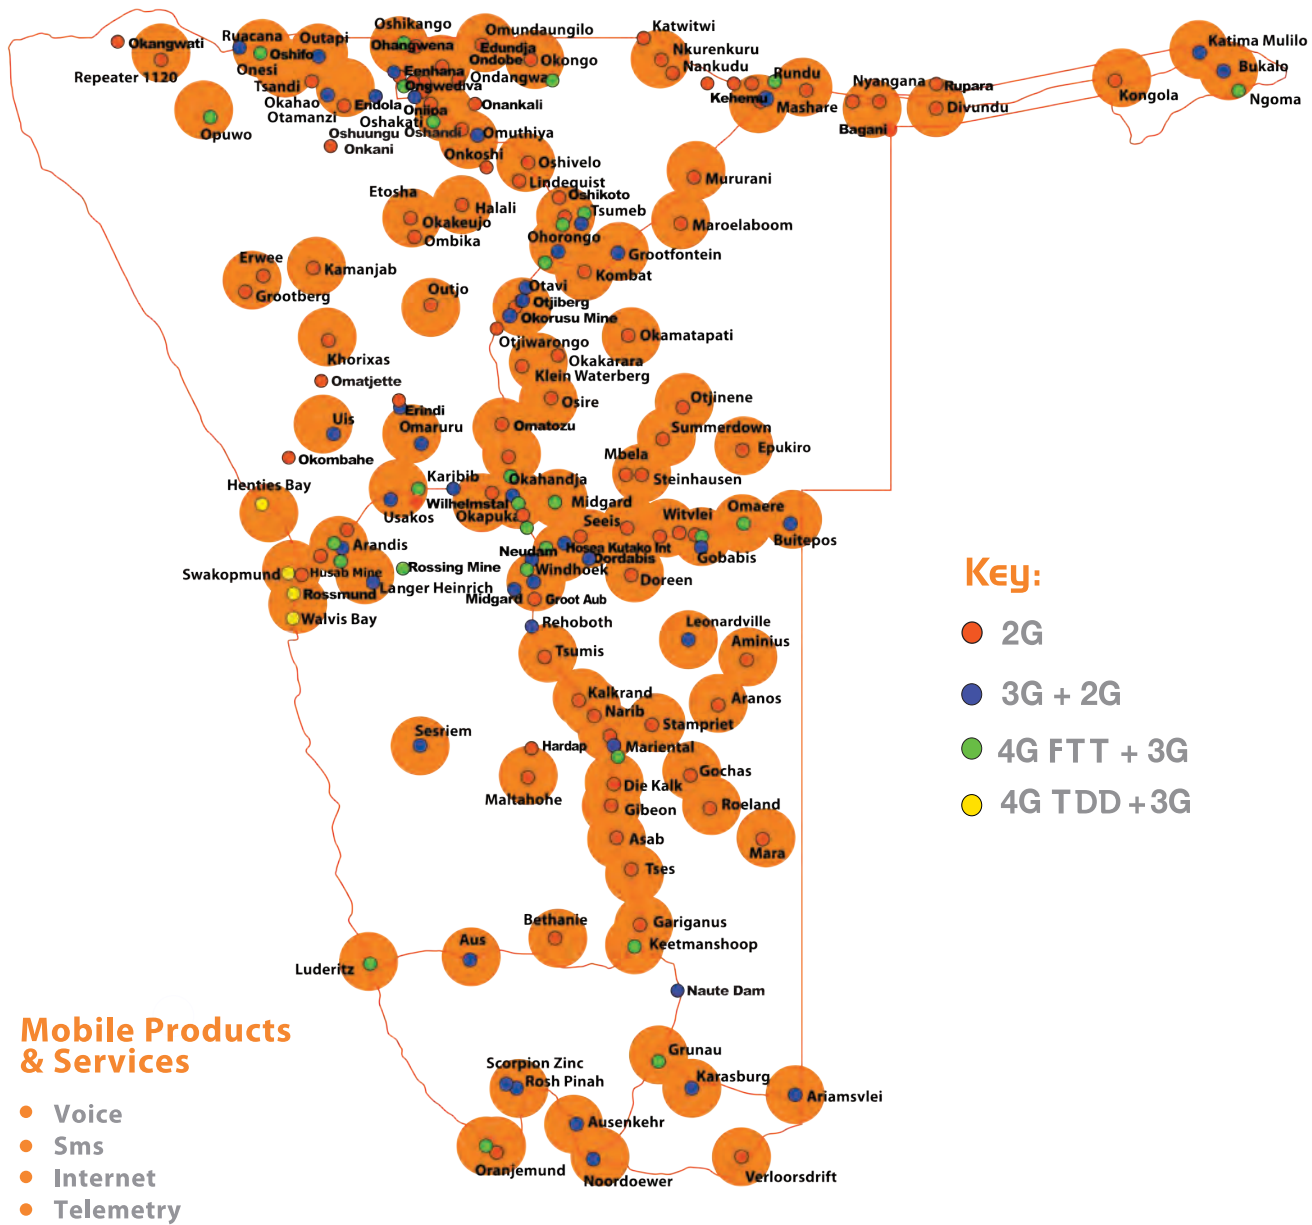 Okangwati
Repeater 1120
Ruacana
Oshifo
Onesi
Outapi
Tsandi
Okahao
Otamanzi
Opuwo
Oshikango
Ohangwena
Omundaungilo
Edundja
Ondobe
Okongo
Eenhana
Ondangwa
Ongwediva
Endola
Oniipa
Onankali
Oshakati
Oshandi
Omuthiya
Oshuungu
Onkani
Onkoshi
Oshivelo
Lindequist
Katwitwi
Nkurenkuru
Nankudu
Rundu
Kehemu
Mashare
Nyangana
Rupara
Divundu
Bagani
Kongola
Katima Mulilo
Bukalo
Ngoma
Mururani
Maroelaboom
Etosha
Halali
Okakeujo
Ombika
Oshikoto
Tsumeb
Ohorongo
Grootfontein
Kombat
Erwee
Grootberg
Kamanjab
Outjo
Otavi
Otjiberg
Okorusu Mine
Otjiwarongo
Okamatapati
Okakarara
Klein Waterberg
Khorixas
Omatjette
Osire
Otjinene
Summerdown
Epukiro
Erindi
Omaruru
Uis
Omatozu
Mbela
Steinhausen
Okombahe
Henties Bay
Karibib
Wilhelmstal
Usakos
Okahandja
Okapuka
Midgard
Seeis
Witvlei
Omaere
Buitepos
Gobabis
Hosea Kutako Int
Dordabis
Neudam
Windhoek
Doreen
Arandis
Husab Mine
Rossing Mine
Swakopmund
Langer Heinrich
Rossmund
Walvis Bay
Midgard
Groot Aub
Rehoboth
Leonardville
Aminius
Tsumis
Kalkrand
Narib
Aranos
Stampriet
Sesriem
Hardap
Mariental
Maltahohe
Gochas
Die Kalk
Roeland
Gibeon
Asab
Mara
Tses
Bethanie
Gariganus
Keetmanshoop
Aus
Luderitz
Naute Dam
Grunau
Karasburg
Ariamsvlei
Scorpion Zinc
Rosh Pinah
Ausenkehr
Oranjemund
Noordoewer
Verloorsdrift
Key:
2G
3G + 2G
4G FTT + 3G
4G TDD + 3G
Mobile Products
& Services
Voice
Sms
Internet
Telemetry